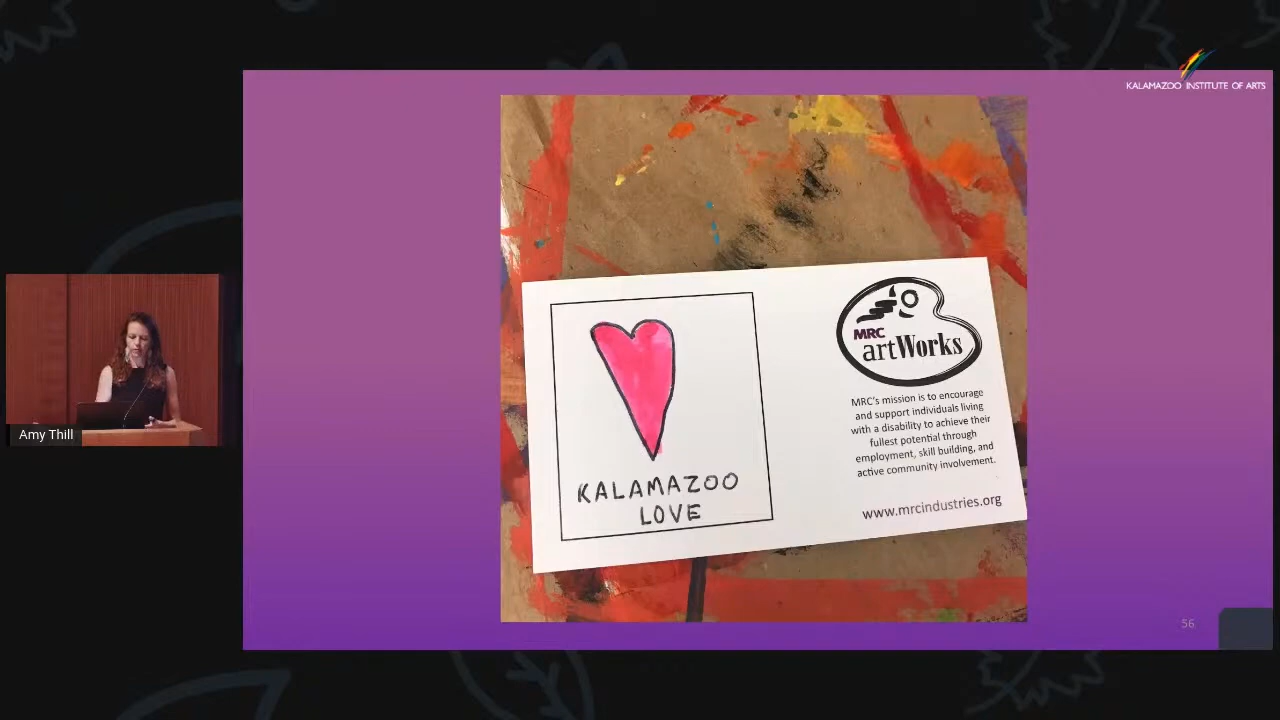 KALAMAZOO INSTITUTE OF ARTS
KALAMAZOO
LOVE
MRC
artWorks
MRC's mission is to encourage
and support individuals living
with a disability to achieve their
fullest potential through
employment, skill building, and
active community involvement.
www.mrcindustries.org
Amy Thill
56